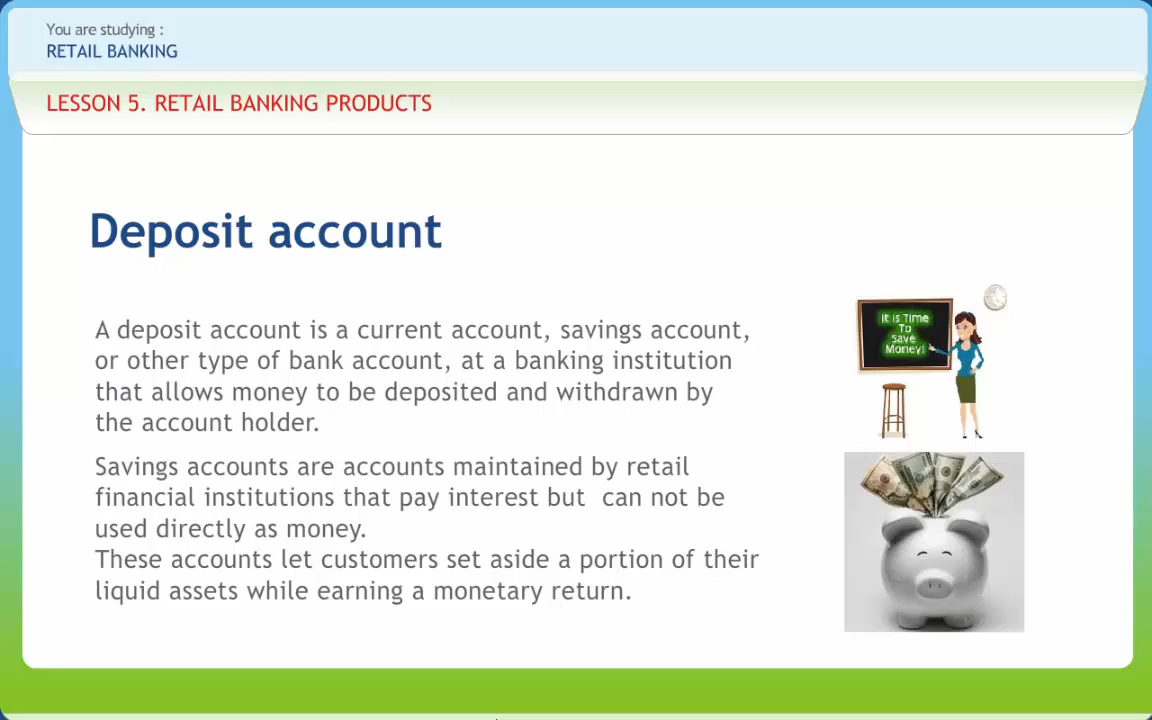 You are studying :
RETAIL BANKING
LESSON 5. RETAIL BANKING PRODUCTS
Deposit account
A deposit account is a current account, savings account,
or other type of bank account, at a banking institution
that allows money to be deposited and withdrawn by
the account holder.
Savings accounts are accounts maintained by retail
financial institutions that pay interest but  can not be
used directly as money.
These accounts let customers set aside a portion of their
liquid assets while earning a monetary return.
It is Time
To
Save
Money!